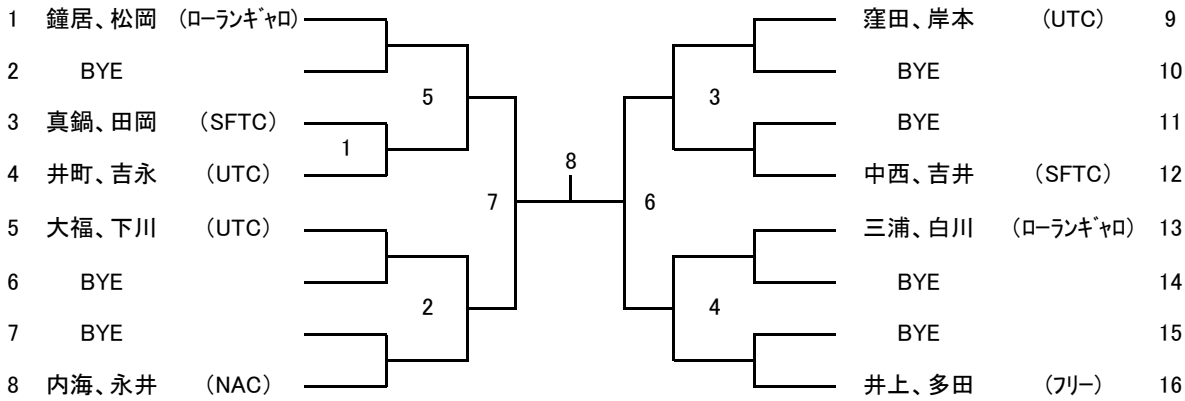 1 鐘居、松岡 （ローランギャロ） 窪田、岸本 （UTC） 9
2 BYE BYE 10
5 3
3 真鍋、田岡 （SFTC） BYE 11
1
8
4 井町、吉永 （UTC） 中西、吉井 （SFTC） 12
7 6
5 大福、下川 （UTC） 三浦、白川 （ローランギャロ） 13
6 BYE BYE 14
2 4
7 BYE BYE 15
8 内海、永井 （NAC） 井上、多田 （フリー） 16